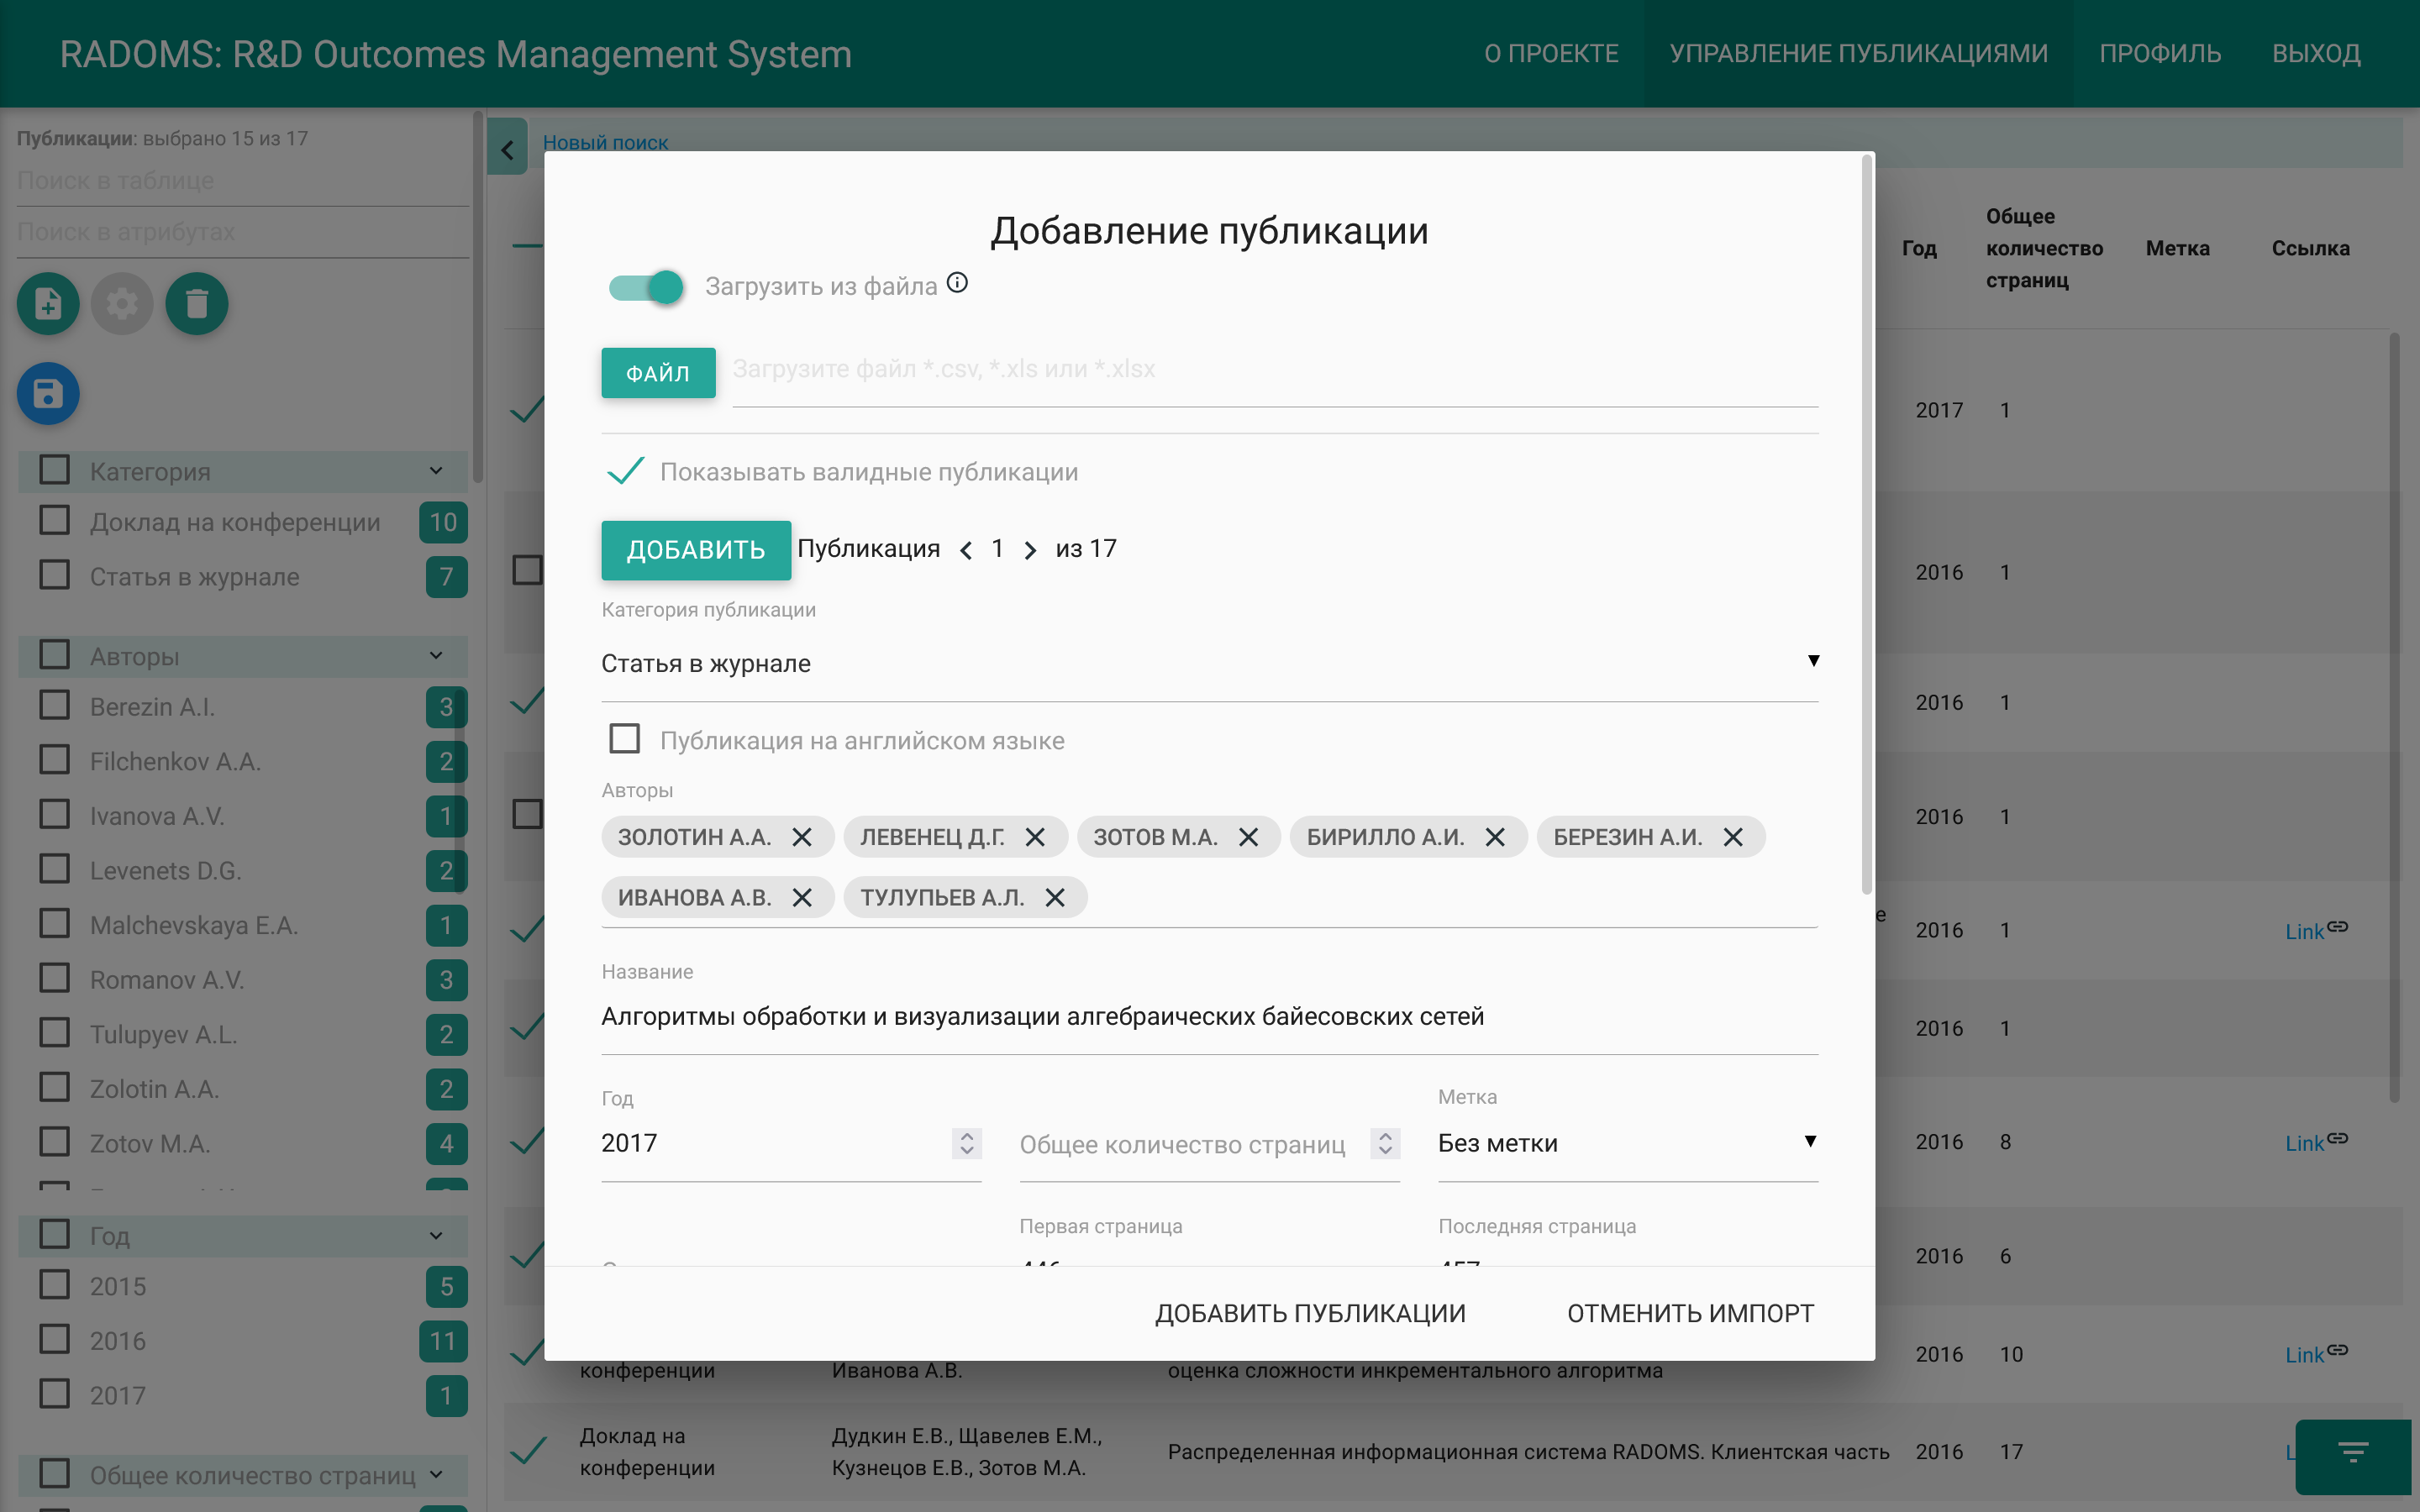 RADOMS: R&D Outcomes Management System
О ПРОЕКТЕ
УПРАВЛЕНИЕ ПУБЛИКАЦИЯМИ
ПРОФИЛЬ
ВЫХОД
Публикации: выбрано 15 из 17
Поиск в таблице
Поиск в атрибутах
Категория
Доклад на конференции 10
Статья в журнале 7
Авторы
Berezin A.I. 3
Filchenkov A.A. 2
Ivanova A.V. 1
Levenets D.G. 2
Malchevskaya E.A. 1
Romanov A.V. 3
Tulupyev A.L. 2
Zolotin A.A. 2
Zotov M.A. 4
Год
2015 5
2016 11
2017 1
Общее количество страниц
Новый поиск
Добавление публикации
Загрузить из файла
ФАЙЛ
Загрузите файл *.csv, *.xls или *.xlsx
Показывать валидные публикации
ДОБАВИТЬ Публикация 1 из 17
Категория публикации
Статья в журнале
Публикация на английском языке
Авторы
ЗОЛОТИН А.А. ЛЕВЕНЕЦ Д.Г. ЗОТОВ М.А. БИРИЛЛО А.И. БЕРЕЗИН А.И.
ИВАНОВА А.В. ТУЛУПЬЕВ А.Л.
Название
Алгоритмы обработки и визуализации алгебраических байесовских сетей
Год
2017
Общее количество страниц
Метка
Без метки
Первая страница
Последняя страница
ДОБАВИТЬ ПУБЛИКАЦИИ
ОТМЕНИТЬ ИМПОРТ
Год
Общее
количество
страниц
Метка
Ссылка
2017 1
2016 1
2016 1
2016 1
е
2016 1 Link
2016 1
2016 8 Link
2016 6
2016 10 Link
конференции Иванова А.В. оценка сложности инкрементального алгоритма
Доклад на
конференции
Дудкин Е.В., Щавелев Е.М.,
Кузнецов Е.В., Зотов М.А.
Распределенная информационная система RADOMS. Клиентская часть 2016 17